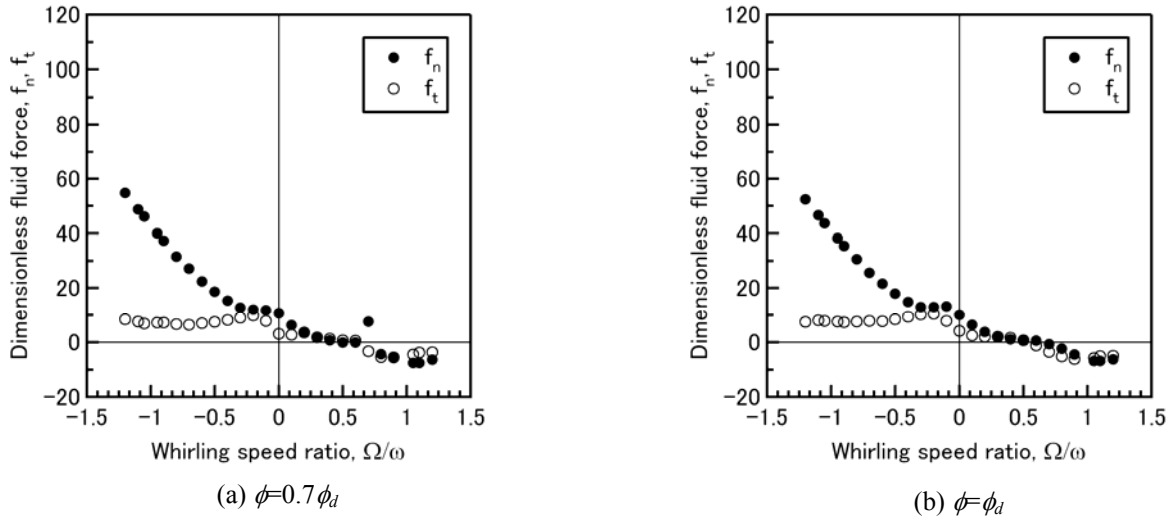 120
100
80
60
40
20
0
−20
Dimensionless fluid force, fn, ft
−1.5 −1 −0.5 0 0.5 1 1.5
Whirling speed ratio, Ω/ω
fn
ft
(a) ϕ=0.7ϕd
120
100
80
60
40
20
0
−20
Dimensionless fluid force, fn, ft
−1.5 −1 −0.5 0 0.5 1 1.5
Whirling speed ratio, Ω/ω
fn
ft
(b) ϕ=ϕd